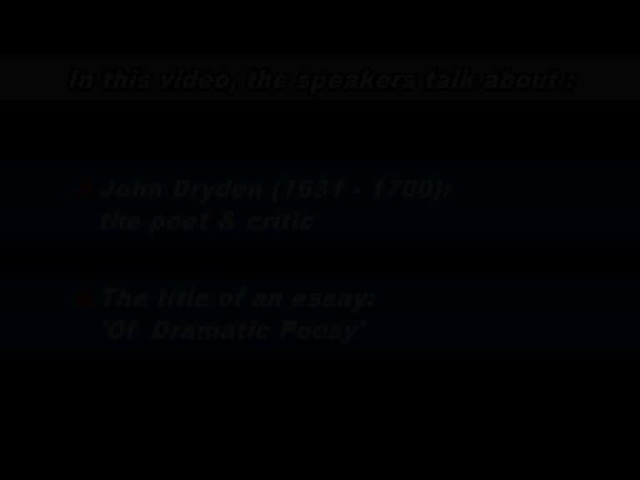 In this video, the speakers talk about :
John Dryden (1631 - 1700):
the poet & critic
The title of an essay:
'Of Dramatic Poesy'